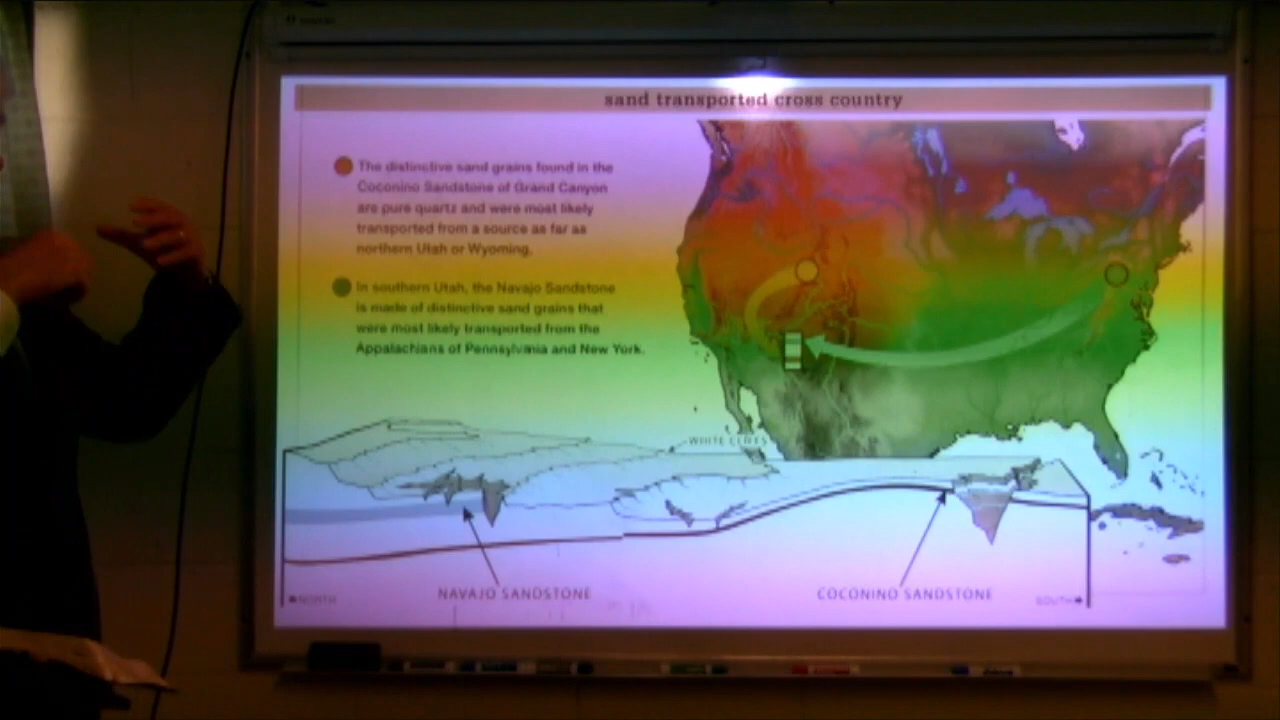 sand transported cross country
The distinctive sand grains found in the
Coconino Sandstone of Grand Canyon
are pure quartz and were most likely
transported from a source as far as
northern Utah or Wyoming.
In southern Utah, the Navajo Sandstone
is made of distinctive sand grains that
were most likely transported from the
Appalachians of Pennsylvania and New York.
WHITE CLIFFS
NAVAJO SANDSTONE
COCONINO SANDSTONE
NORTH
SOUTH